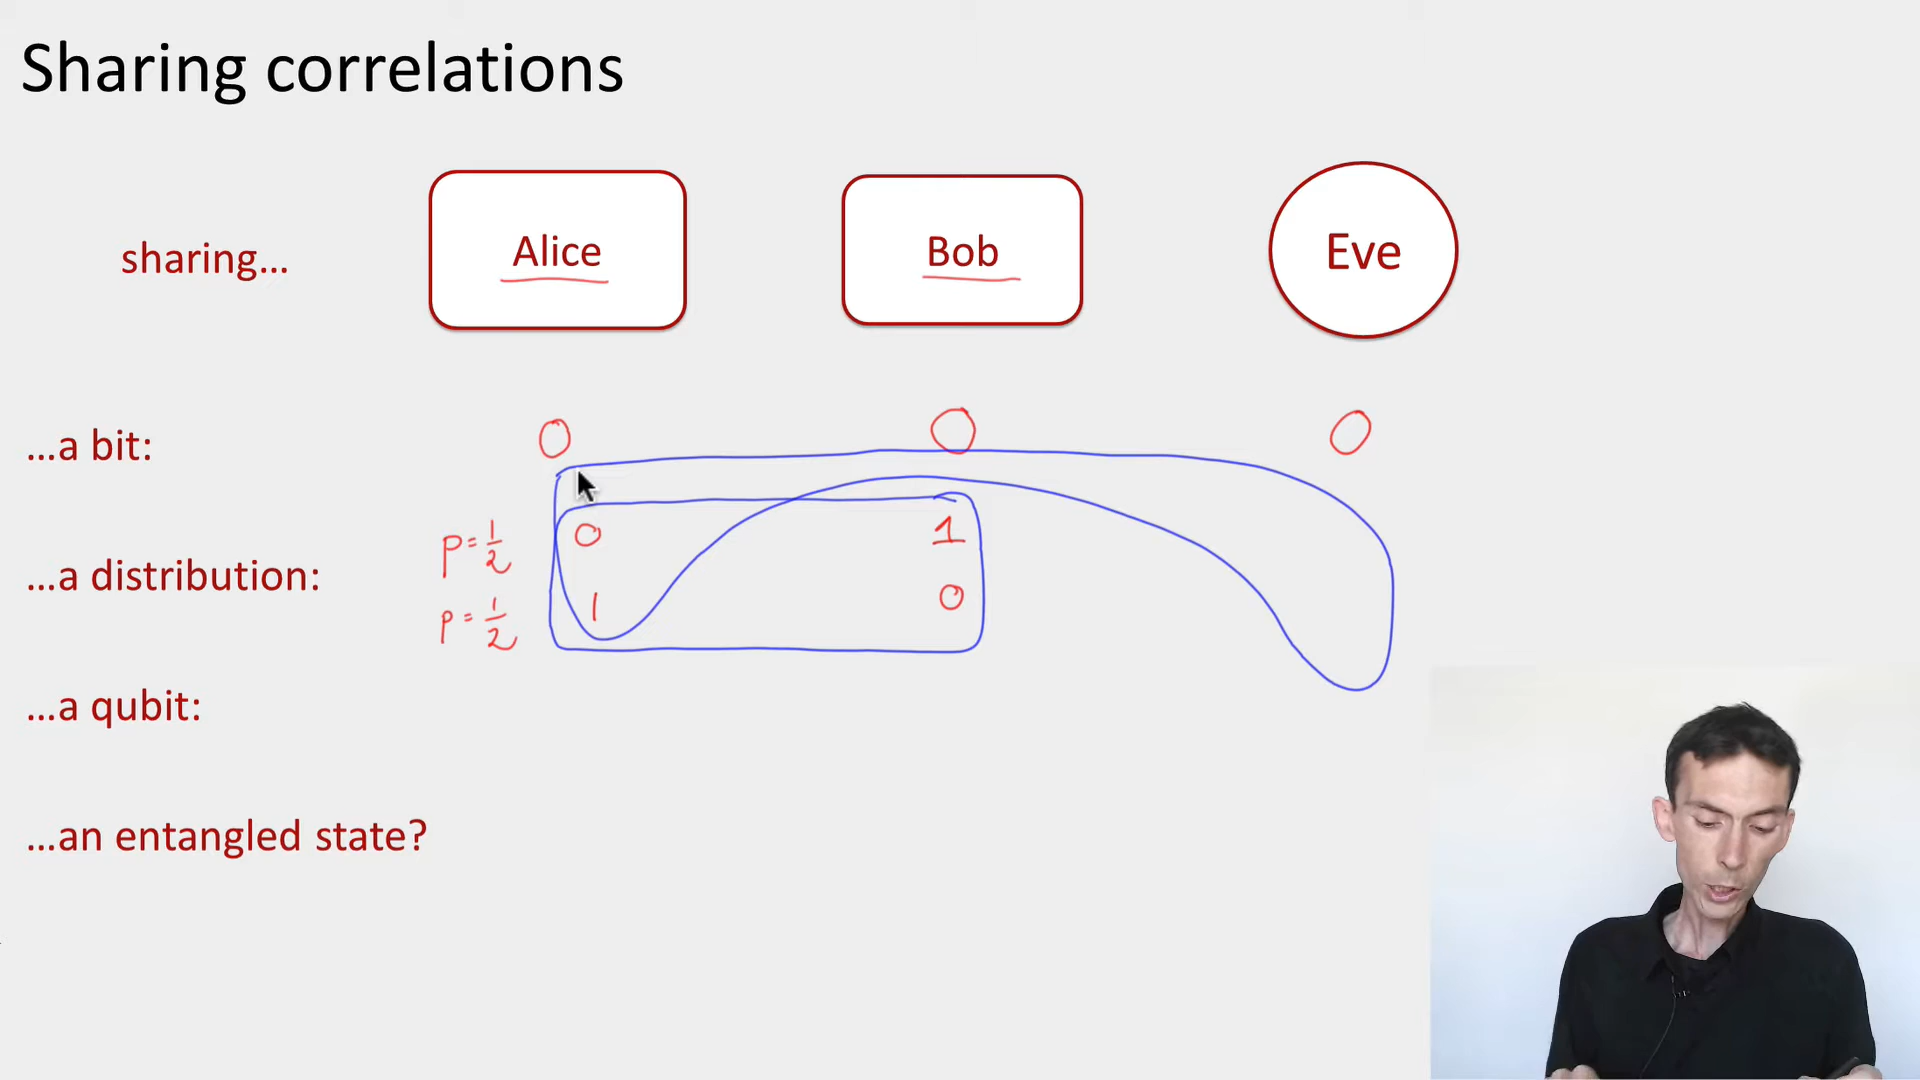 Sharing correlations
sharing... Alice Bob Eve
...a bit: 0 0 0
p=1/2 0 1
...a distribution:
p=1/2 1 0
...a qubit:
...an entangled state?